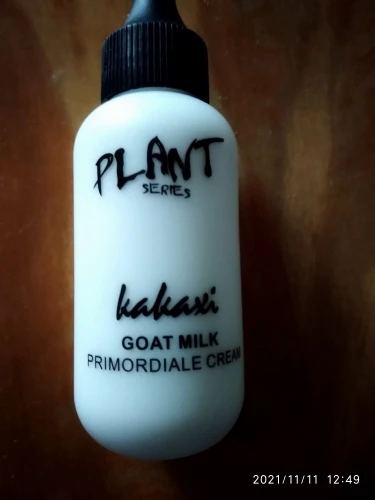 PLANT
SERIES
kakaxi
GOAT MILK
PRIMORDIALE CREAM
2021/11/11 12:49